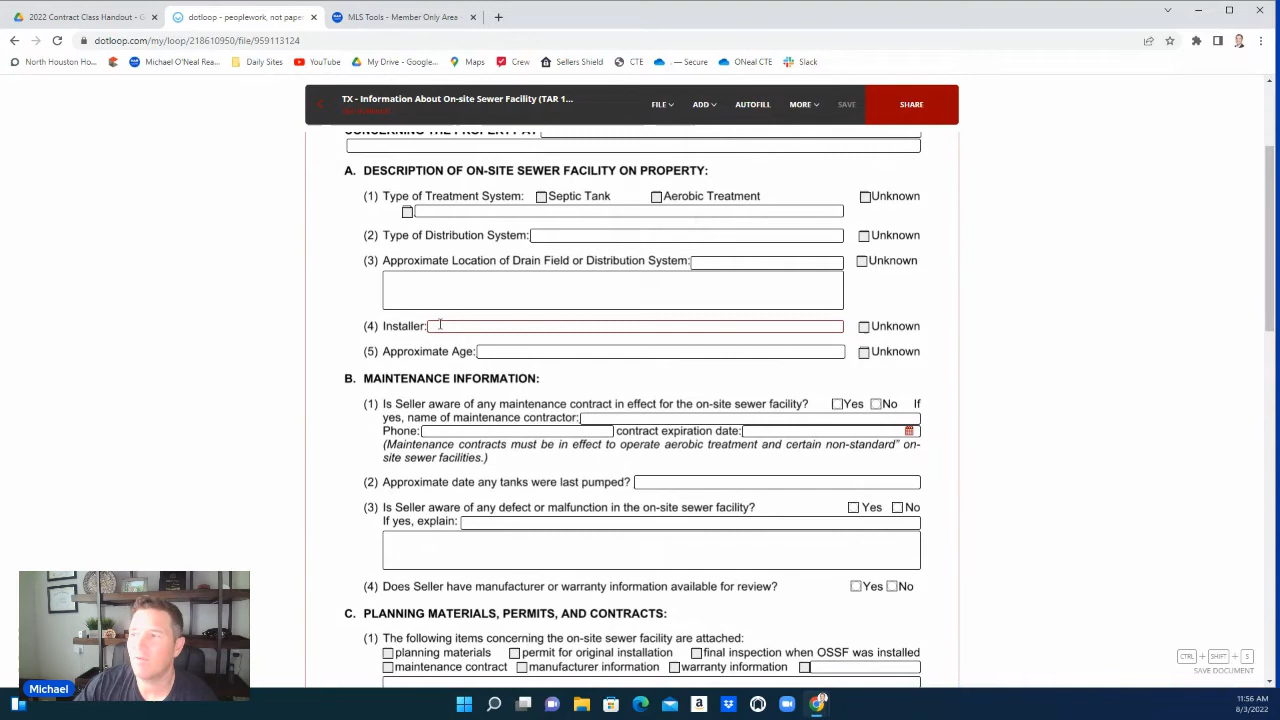 2022 Contract Class Handout - G
dotloop - peoplework, not pape
MLS Tools - Member Only Area -
dotloop.com/my/loop/218610950/file/959113124
North Houston Ho...
Michael O'Neal Rea...
Daily Sites
YouTube
My Drive - Google...
Maps
Crew
Sellers Shield
CTE
— Secure
ONeal CTE
Slack
TX - Information About On-site Sewer Facility (TAR 1...
FILE
ADD
AUTOFILL
MORE
SAVE
SHARE
CONCERNING THE PROPERTY AT
A. DESCRIPTION OF ON-SITE SEWER FACILITY ON PROPERTY:
(1) Type of Treatment System: Septic Tank Aerobic Treatment Unknown
(2) Type of Distribution System: Unknown
(3) Approximate Location of Drain Field or Distribution System: Unknown
(4) Installer: Unknown
(5) Approximate Age: Unknown
B. MAINTENANCE INFORMATION:
(1) Is Seller aware of any maintenance contract in effect for the on-site sewer facility? Yes No If
yes, name of maintenance contractor:
Phone: contract expiration date:
(Maintenance contracts must be in effect to operate aerobic treatment and certain non-standard" on-
site sewer facilities.)
(2) Approximate date any tanks were last pumped?
(3) Is Seller aware of any defect or malfunction in the on-site sewer facility? Yes No
If yes, explain:
(4) Does Seller have manufacturer or warranty information available for review? Yes No
C. PLANNING MATERIALS, PERMITS, AND CONTRACTS:
(1) The following items concerning the on-site sewer facility are attached:
planning materials permit for original installation final inspection when OSSF was installed
maintenance contract manufacturer information warranty information
CTRL + SHIFT + S
SAVE DOCUMENT
Michael
11:56 AM
8/3/2022